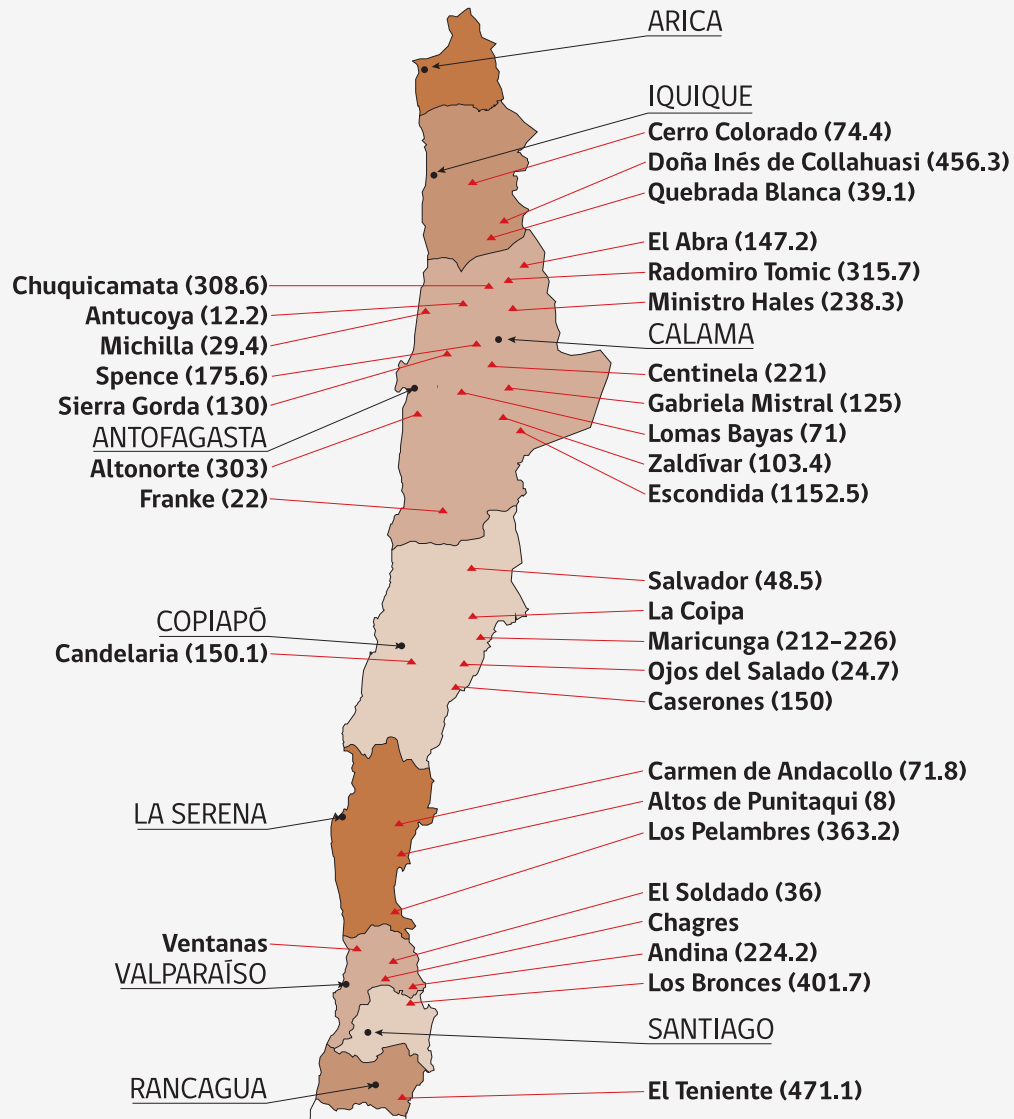 ARICA
IQUIQUE
Cerro Colorado (74.4)
Doña Inés de Collahuasi (456.3)
Quebrada Blanca (39.1)
El Abra (147.2)
Radomiro Tomic (315.7)
Ministro Hales (238.3)
CALAMA
Centinela (221)
Gabriela Mistral (125)
Lomas Bayas (71)
Zaldívar (103.4)
Escondida (1152.5)
Chuquicamata (308.6)
Antucoya (12.2)
Michilla (29.4)
Spence (175.6)
Sierra Gorda (130)
ANTOFAGASTA
Altonorte (303)
Franke (22)
Salvador (48.5)
La Coipa
Maricunga (212–226)
Ojos del Salado (24.7)
Caserones (150)
COPIAPÓ
Candelaria (150.1)
Carmen de Andacollo (71.8)
Altos de Punitaqui (8)
Los Pelambres (363.2)
LA SERENA
El Soldado (36)
Chagres
Andina (224.2)
Los Bronces (401.7)
Ventanas
VALPARAÍSO
SANTIAGO
RANCAGUA
El Teniente (471.1)